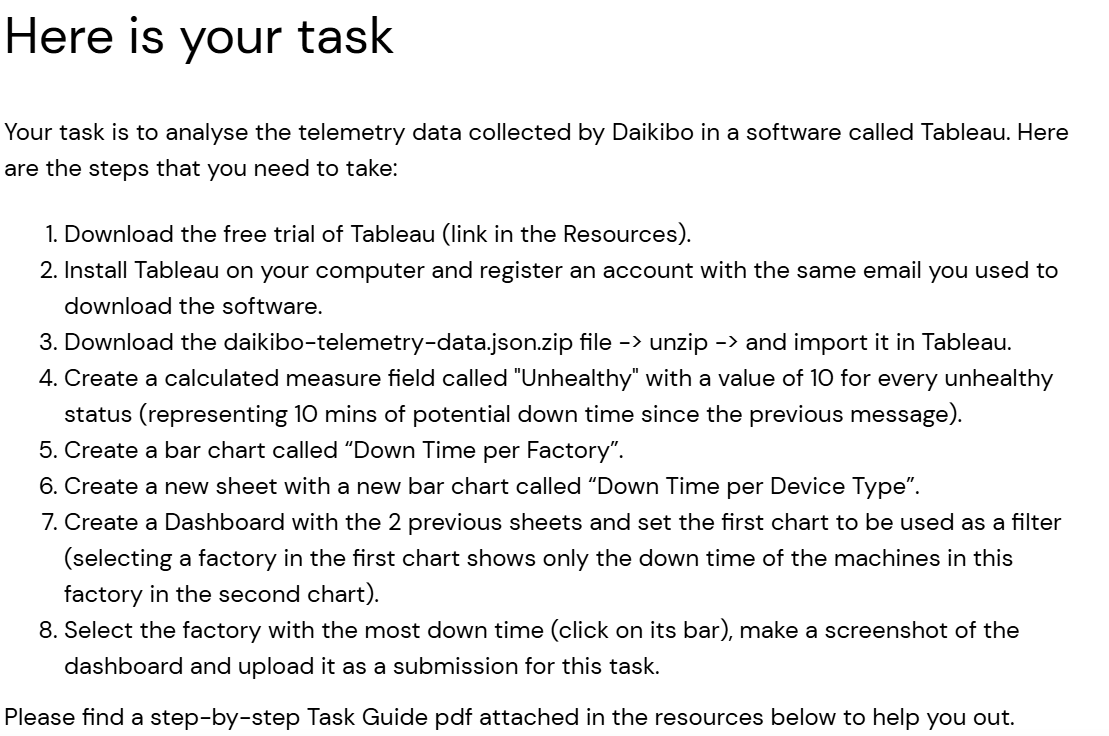 Here is your task
Your task is to analyse the telemetry data collected by Daikibo in a software called Tableau. Here
are the steps that you need to take:
1. Download the free trial of Tableau (link in the Resources).
2. Install Tableau on your computer and register an account with the same email you used to
download the software.
3. Download the daikibo-telemetry-data.json.zip file -> unzip -> and import it in Tableau.
4. Create a calculated measure field called "Unhealthy" with a value of 10 for every unhealthy
status (representing 10 mins of potential down time since the previous message).
5. Create a bar chart called “Down Time per Factory”.
6. Create a new sheet with a new bar chart called “Down Time per Device Type”.
7. Create a Dashboard with the 2 previous sheets and set the first chart to be used as a filter
(selecting a factory in the first chart shows only the down time of the machines in this
factory in the second chart).
8. Select the factory with the most down time (click on its bar), make a screenshot of the
dashboard and upload it as a submission for this task.
Please find a step-by-step Task Guide pdf attached in the resources below to help you out.